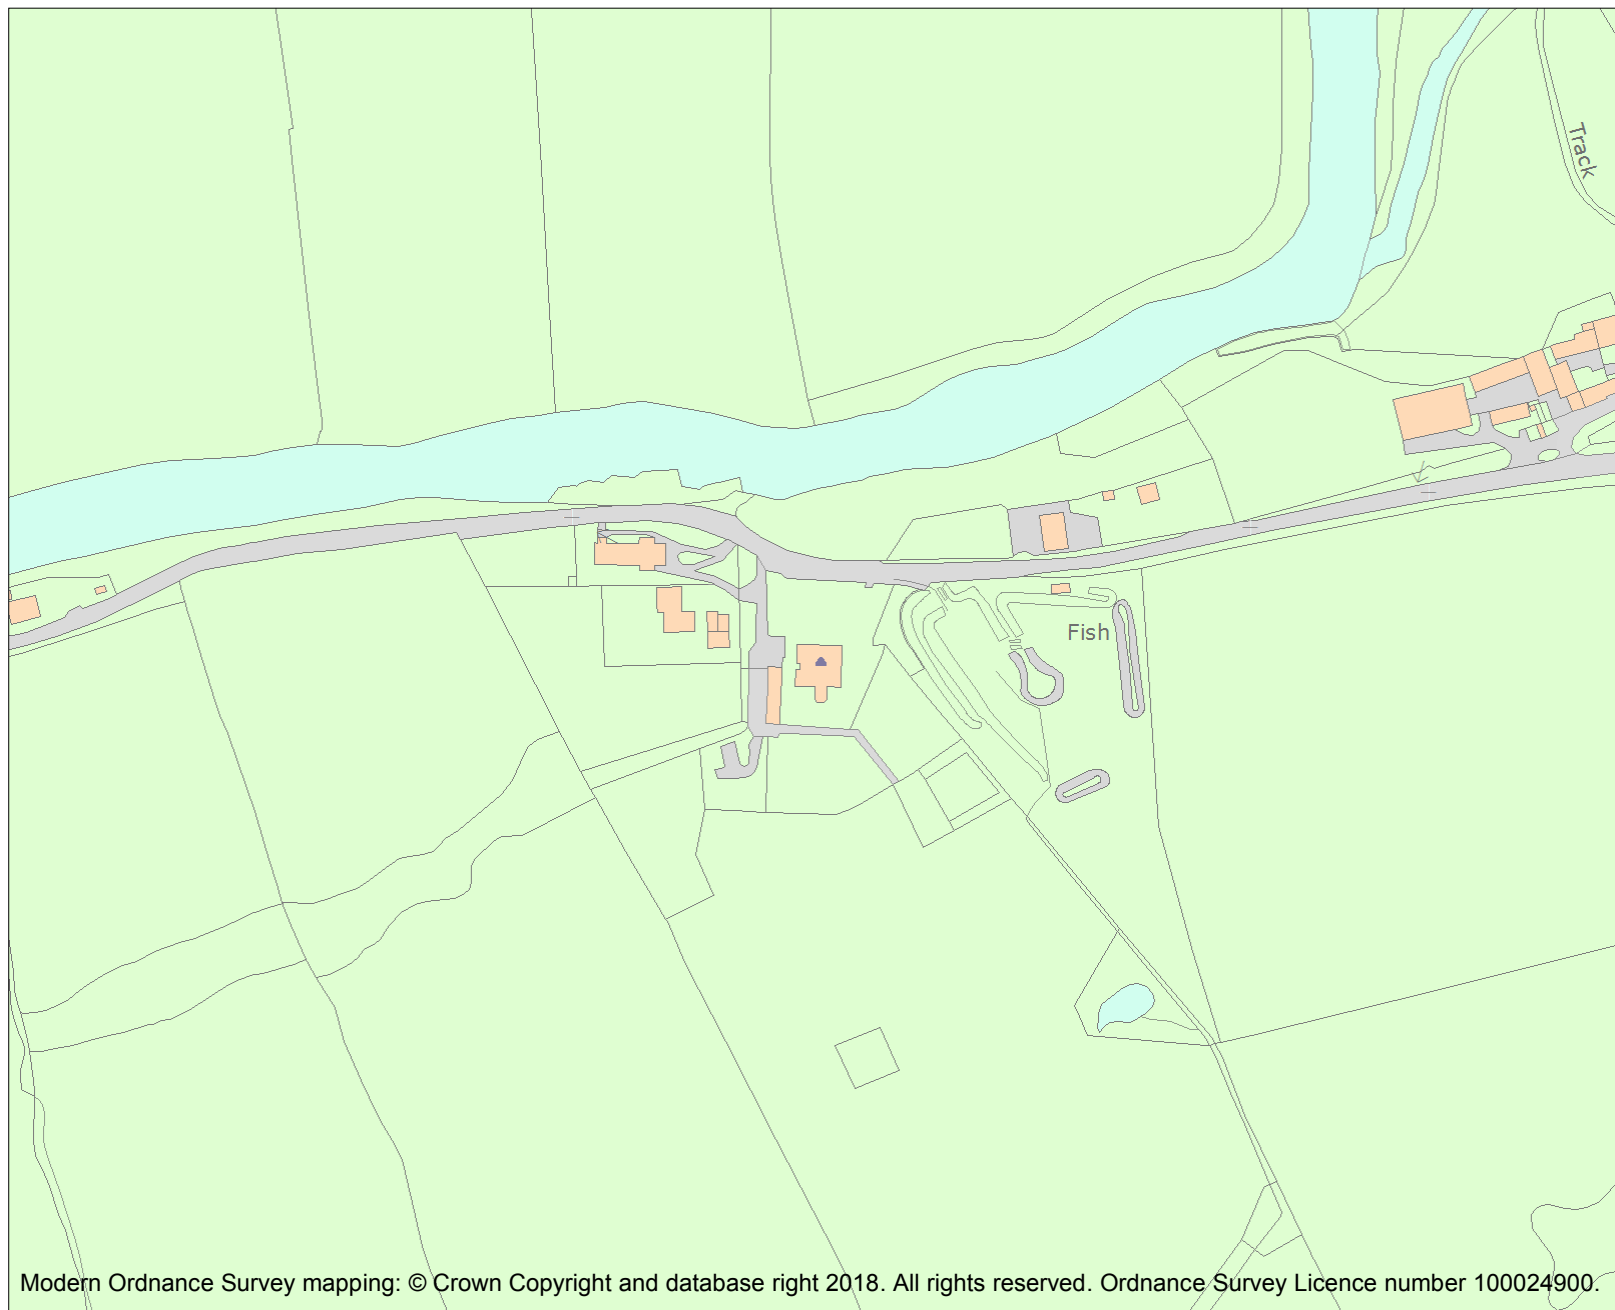 Track
Fish
Modern Ordnance Survey mapping: © Crown Copyright and database right 2018. All rights reserved. Ordnance Survey Licence number 100024900.